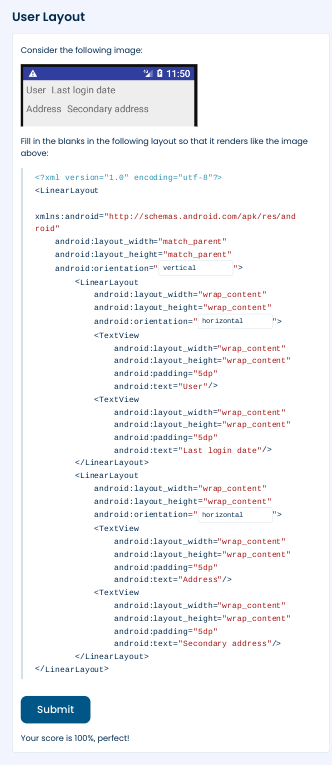 User Layout
Consider the following image:
11:50
User Last login date
Address Secondary address
Fill in the blanks in the following layout so that it renders like the image
above:
<?xml version="1.0" encoding="utf-8"?>
<LinearLayout
xmlns:android="http://schemas.android.com/apk/res/and
roid"
android:layout_width="match_parent"
android:layout_height="match_parent"
android:orientation=" vertical ">
<LinearLayout
android:layout_width="wrap_content"
android:layout_height="wrap_content"
android:orientation=" horizontal ">
<TextView
android:layout_width="wrap_content"
android:layout_height="wrap_content"
android:padding="5dp"
android:text="User"/>
<TextView
android:layout_width="wrap_content"
android:layout_height="wrap_content"
android:padding="5dp"
android:text="Last login date"/>
</LinearLayout>
<LinearLayout
android:layout_width="wrap_content"
android:layout_height="wrap_content"
android:orientation=" horizontal ">
<TextView
android:layout_width="wrap_content"
android:layout_height="wrap_content"
android:padding="5dp"
android:text="Address"/>
<TextView
android:layout_width="wrap_content"
android:layout_height="wrap_content"
android:padding="5dp"
android:text="Secondary address"/>
</LinearLayout>
</LinearLayout>
Submit
Your score is 100%, perfect!